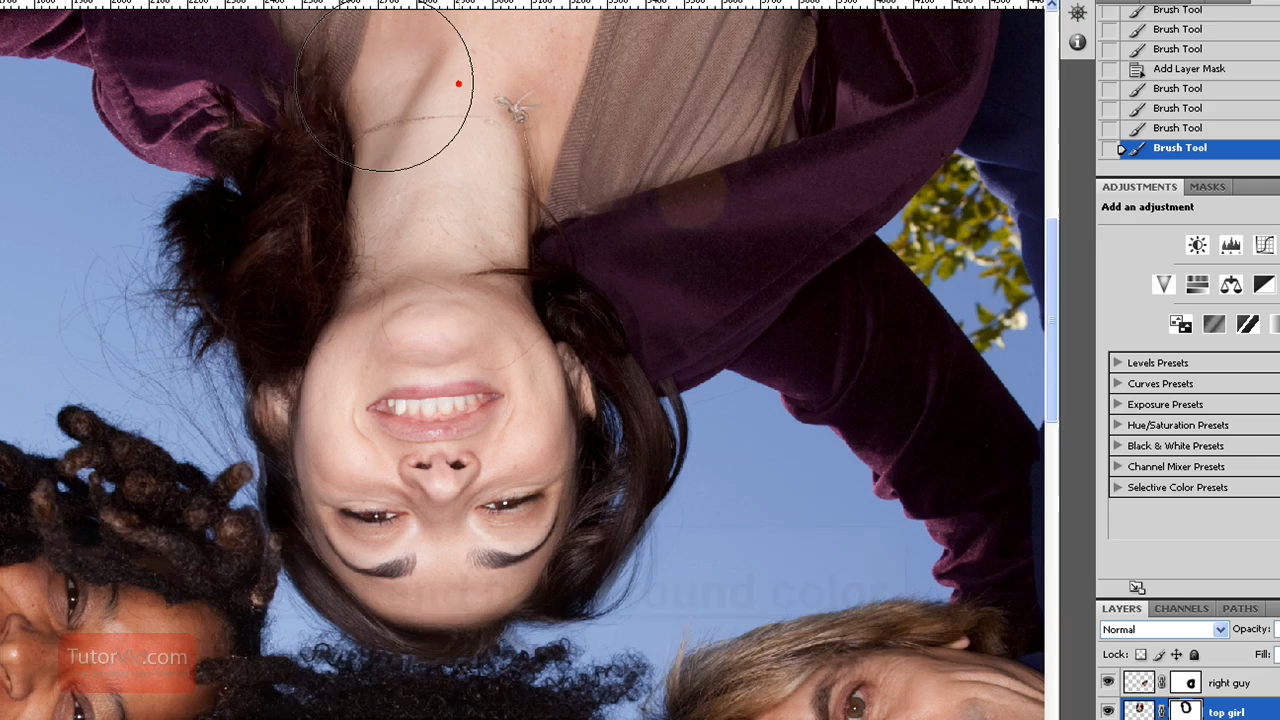 Brush Tool
Brush Tool
Brush Tool
Add Layer Mask
Brush Tool
Brush Tool
Brush Tool
Brush Tool
ADJUSTMENTS MASKS
Add an adjustment
Levels Presets
Curves Presets
Exposure Presets
Hue/Saturation Presets
Black & White Presets
Channel Mixer Presets
Selective Color Presets
ound color
LAYERS CHANNELS PATHS
Normal Opacity:
Lock: Fill:
TutorVid.com
right guy
top girl